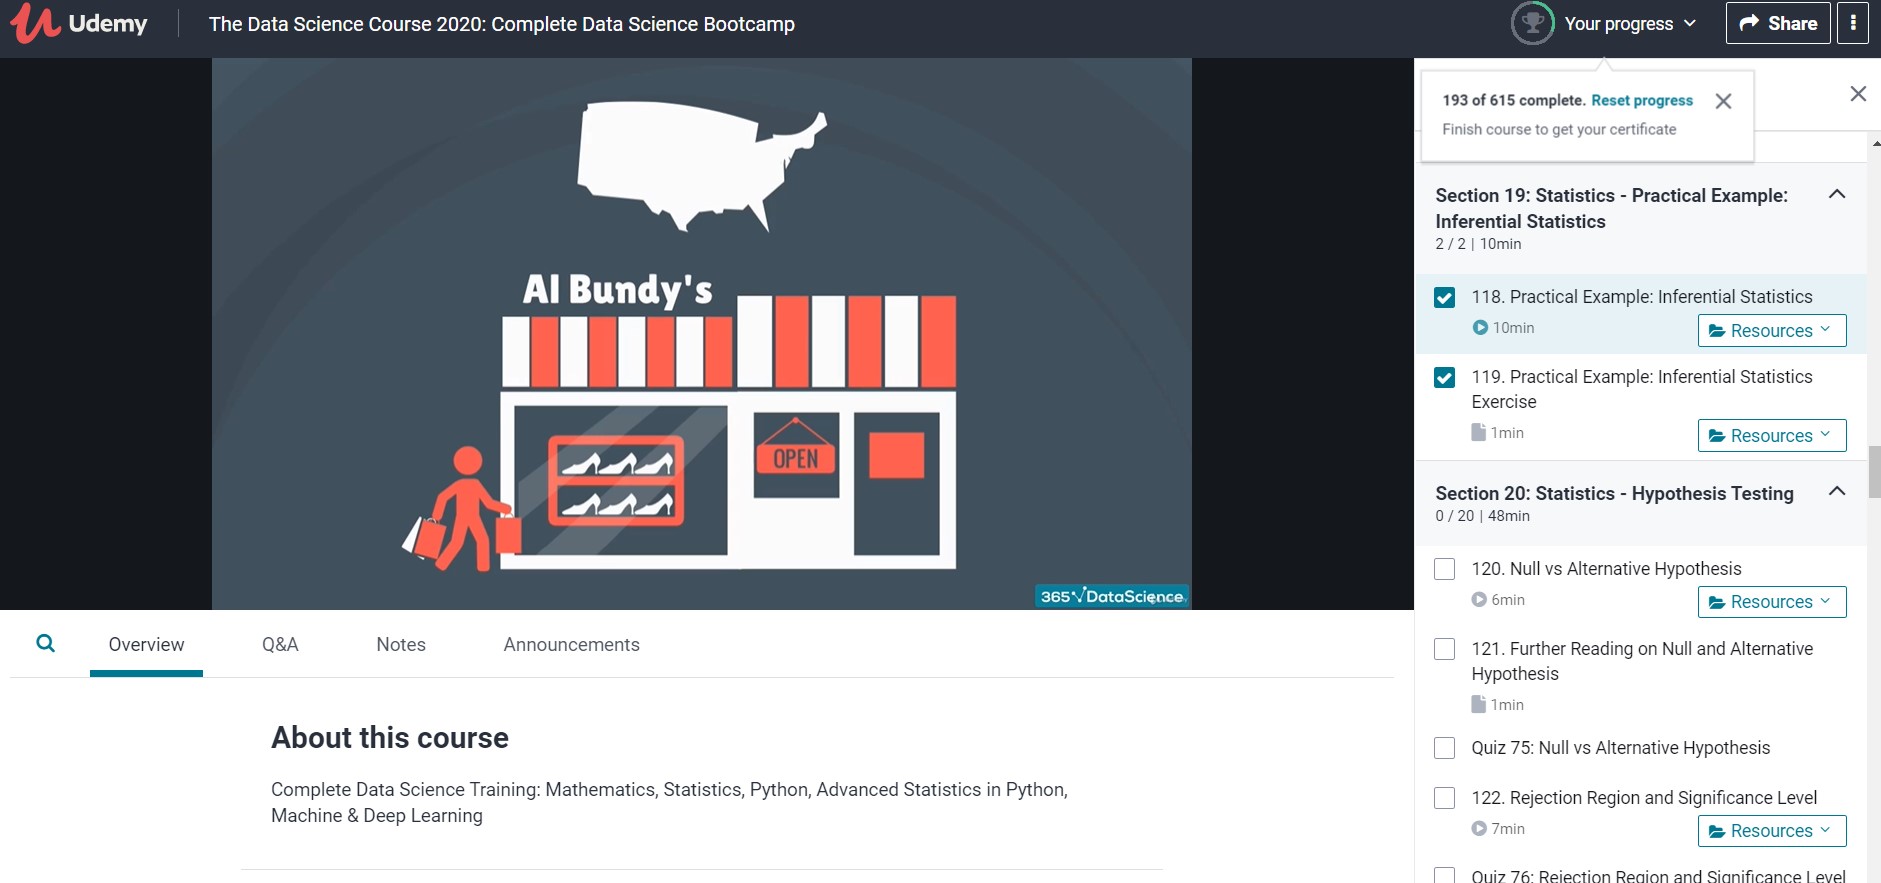 Udemy
The Data Science Course 2020: Complete Data Science Bootcamp
Your progress
Share
193 of 615 complete. Reset progress
Finish course to get your certificate
Al Bundy's
OPEN
365 DataScience
Section 19: Statistics - Practical Example:
Inferential Statistics
2 / 2 | 10min
118. Practical Example: Inferential Statistics
10min
Resources
119. Practical Example: Inferential Statistics
Exercise
1min
Resources
Section 20: Statistics - Hypothesis Testing
0 / 20 | 48min
120. Null vs Alternative Hypothesis
6min
Resources
121. Further Reading on Null and Alternative
Hypothesis
1min
Quiz 75: Null vs Alternative Hypothesis
122. Rejection Region and Significance Level
7min
Resources
Quiz 76: Rejection Region and Significance Level
Overview
Q&A
Notes
Announcements
About this course
Complete Data Science Training: Mathematics, Statistics, Python, Advanced Statistics in Python,
Machine & Deep Learning